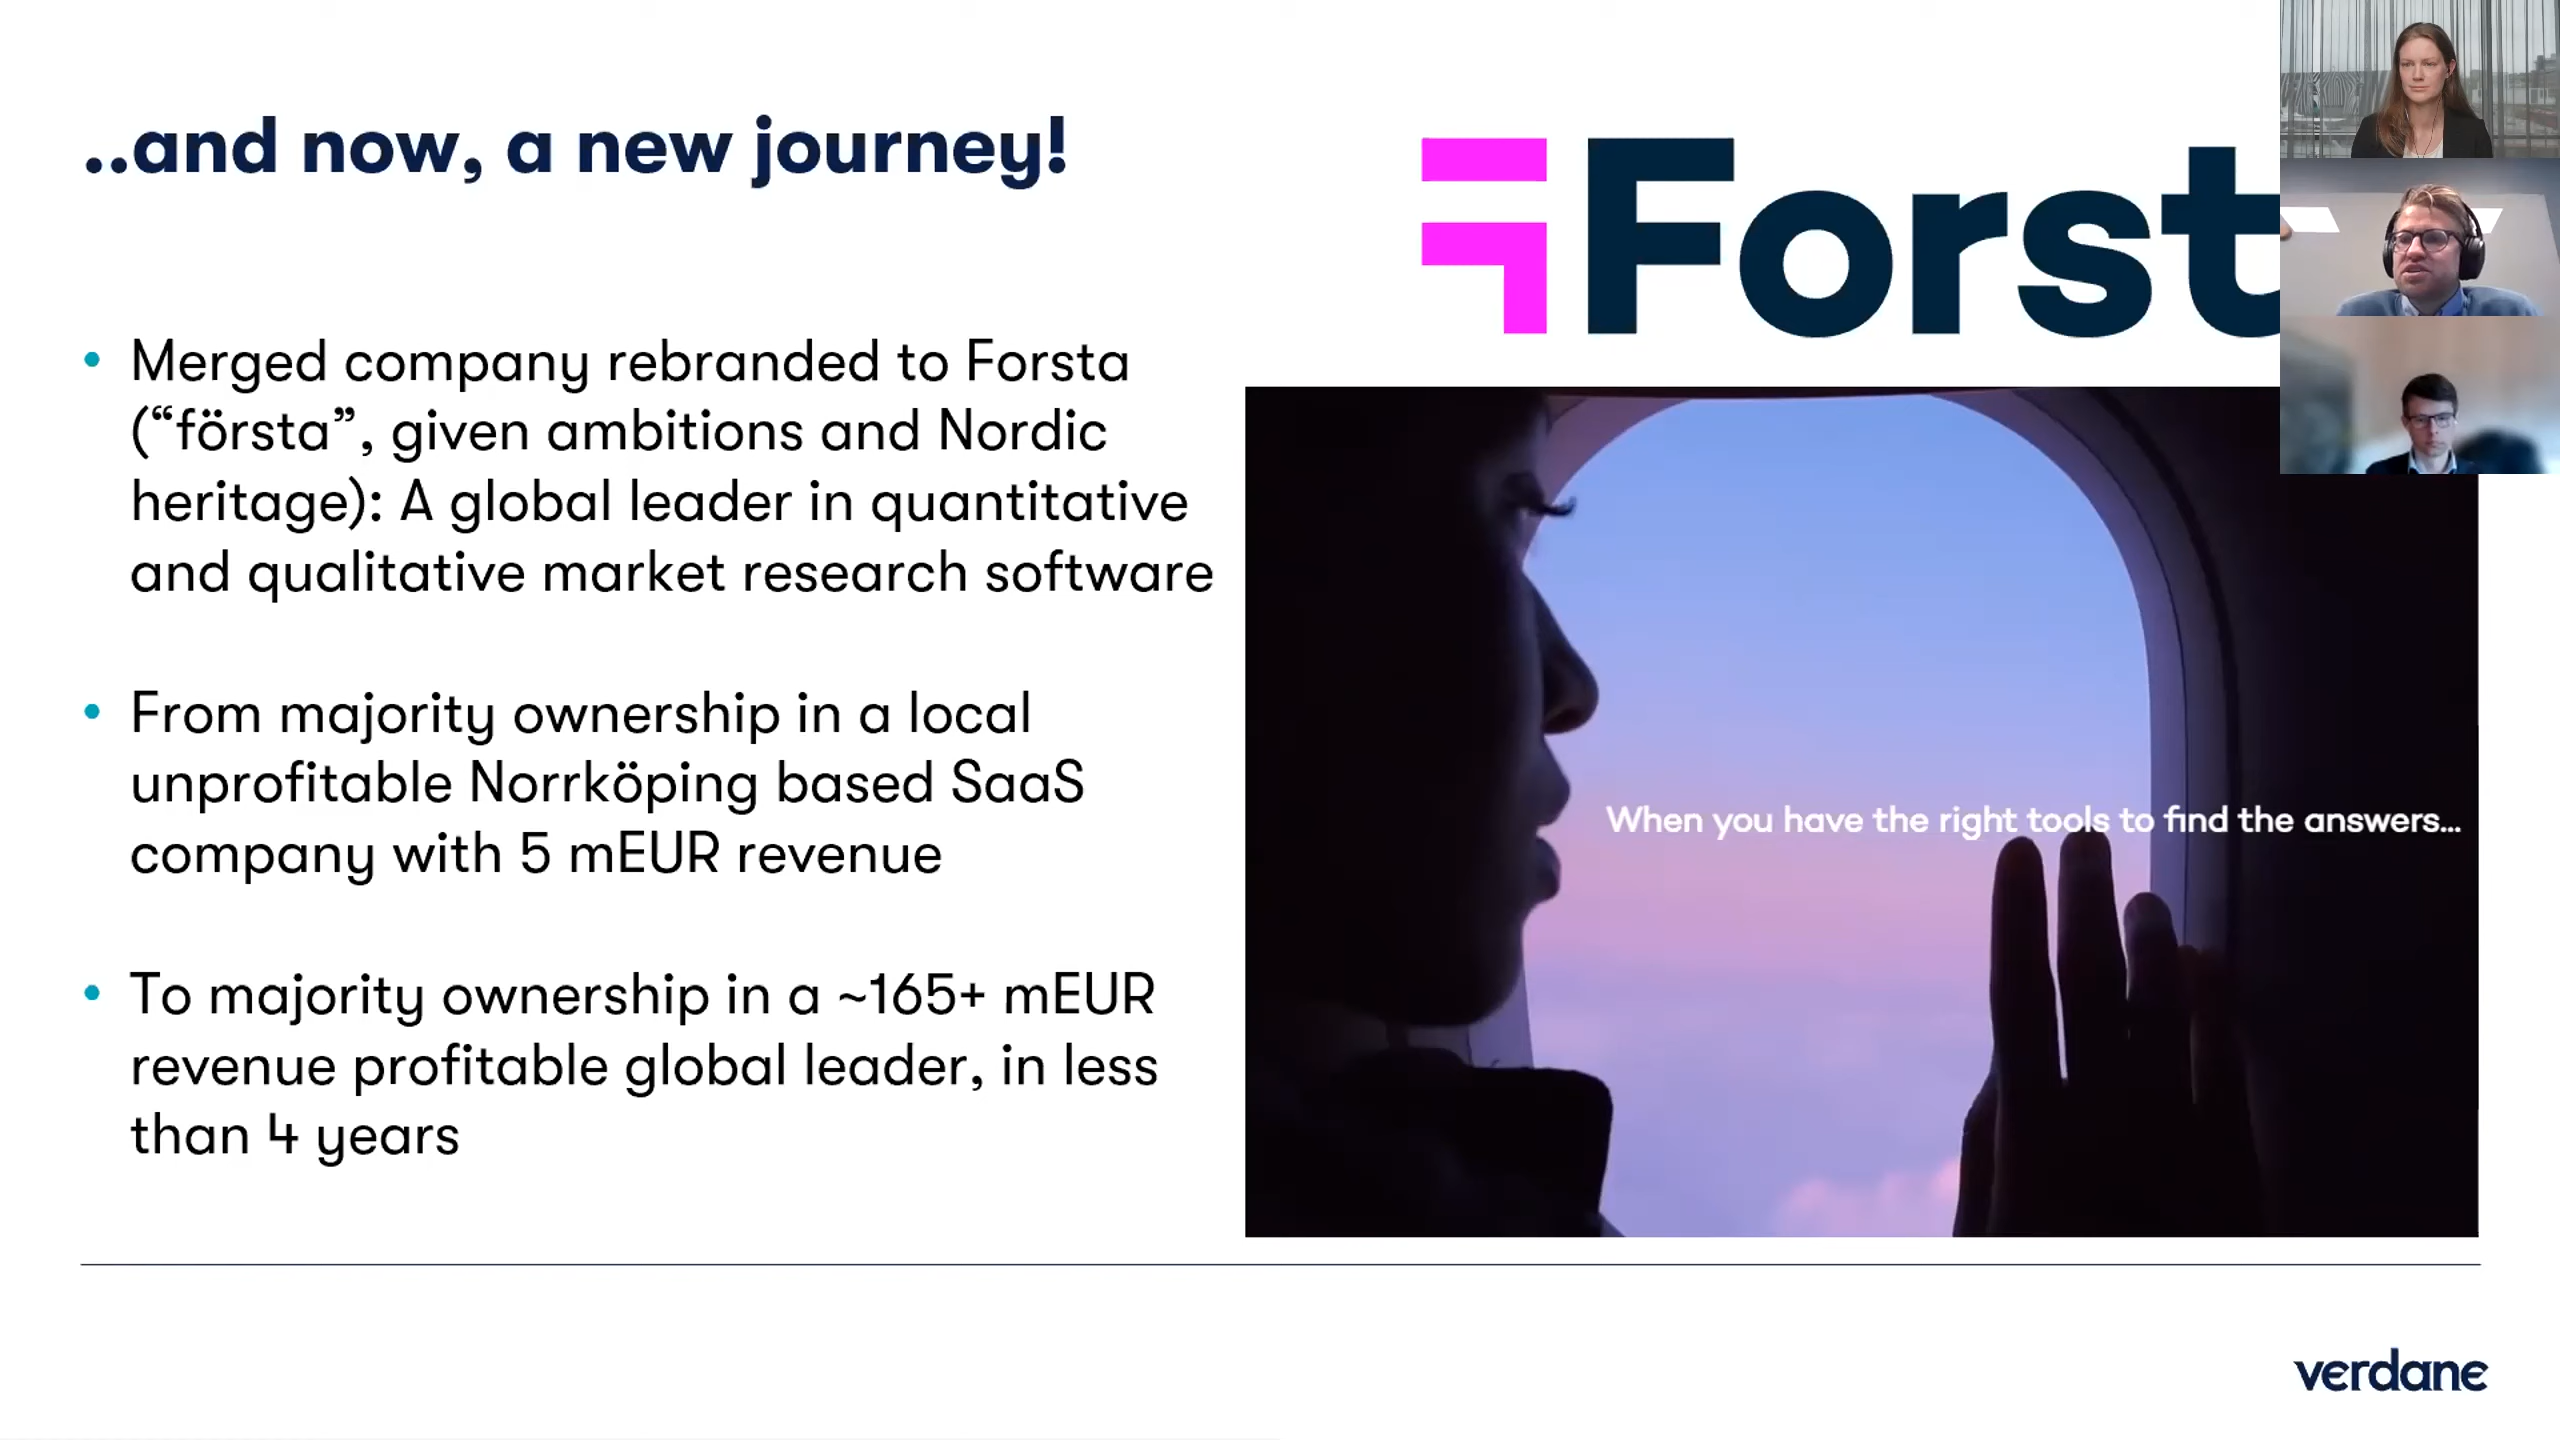 ..and now, a new journey!
Forst
• Merged company rebranded to Forsta
(“första”, given ambitions and Nordic
heritage): A global leader in quantitative
and qualitative market research software
• From majority ownership in a local
unprofitable Norrköping based SaaS
company with 5 mEUR revenue
• To majority ownership in a ~165+ mEUR
revenue profitable global leader, in less
than 4 years
When you have the right tools to find the answers...
verdane